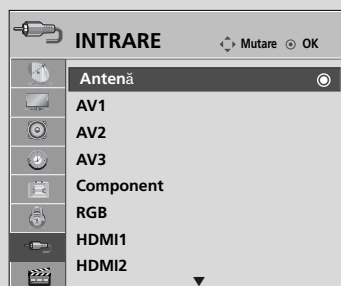 INTRARE Mutare OK
Antenă
AV1
AV2
AV3
Component
RGB
HDMI1
HDMI2